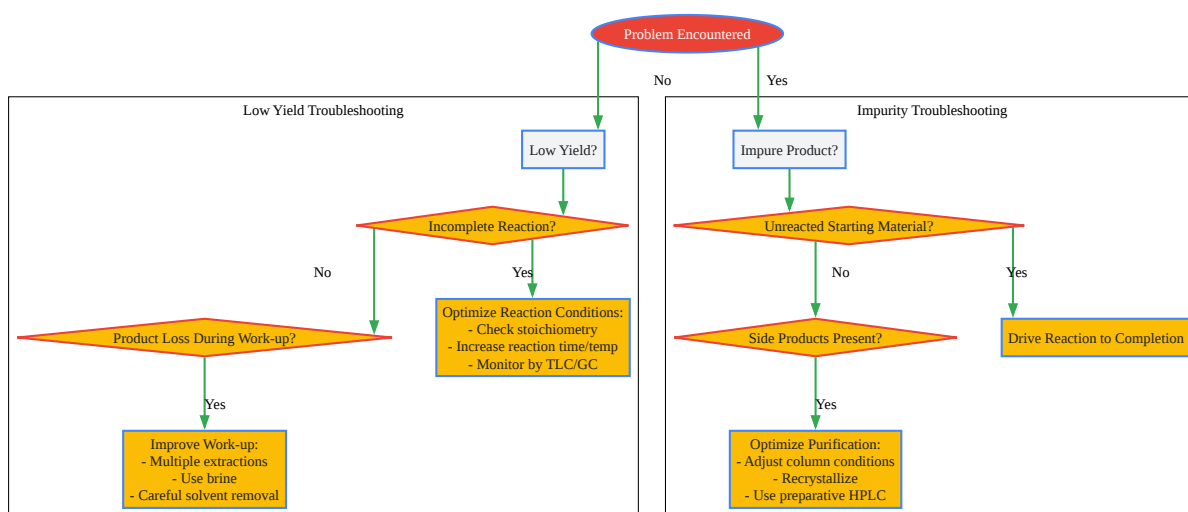 Problem Encountered
No
Yes
Low Yield Troubleshooting
Impurity Troubleshooting
Low Yield?
Impure Product?
Incomplete Reaction?
Unreacted Starting Material?
No
Yes
No
Yes
Optimize Reaction Conditions:
- Check stoichiometry
- Increase reaction time/temp
- Monitor by TLC/GC
Product Loss During Work-up?
Side Products Present?
Drive Reaction to Completion
Yes
Yes
Improve Work-up:
- Multiple extractions
- Use brine
- Careful solvent removal
Optimize Purification:
- Adjust column conditions
- Recrystallize
- Use preparative HPLC